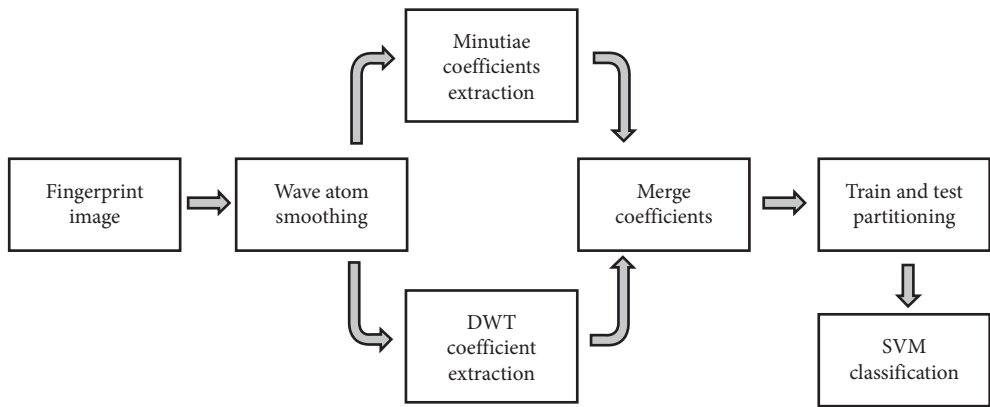 Fingerprint
image
Wave atom
smoothing
Minutiae
coefficients
extraction
DWT
coefficient
extraction
Merge
coefficients
Train and test
partitioning
SVM
classification